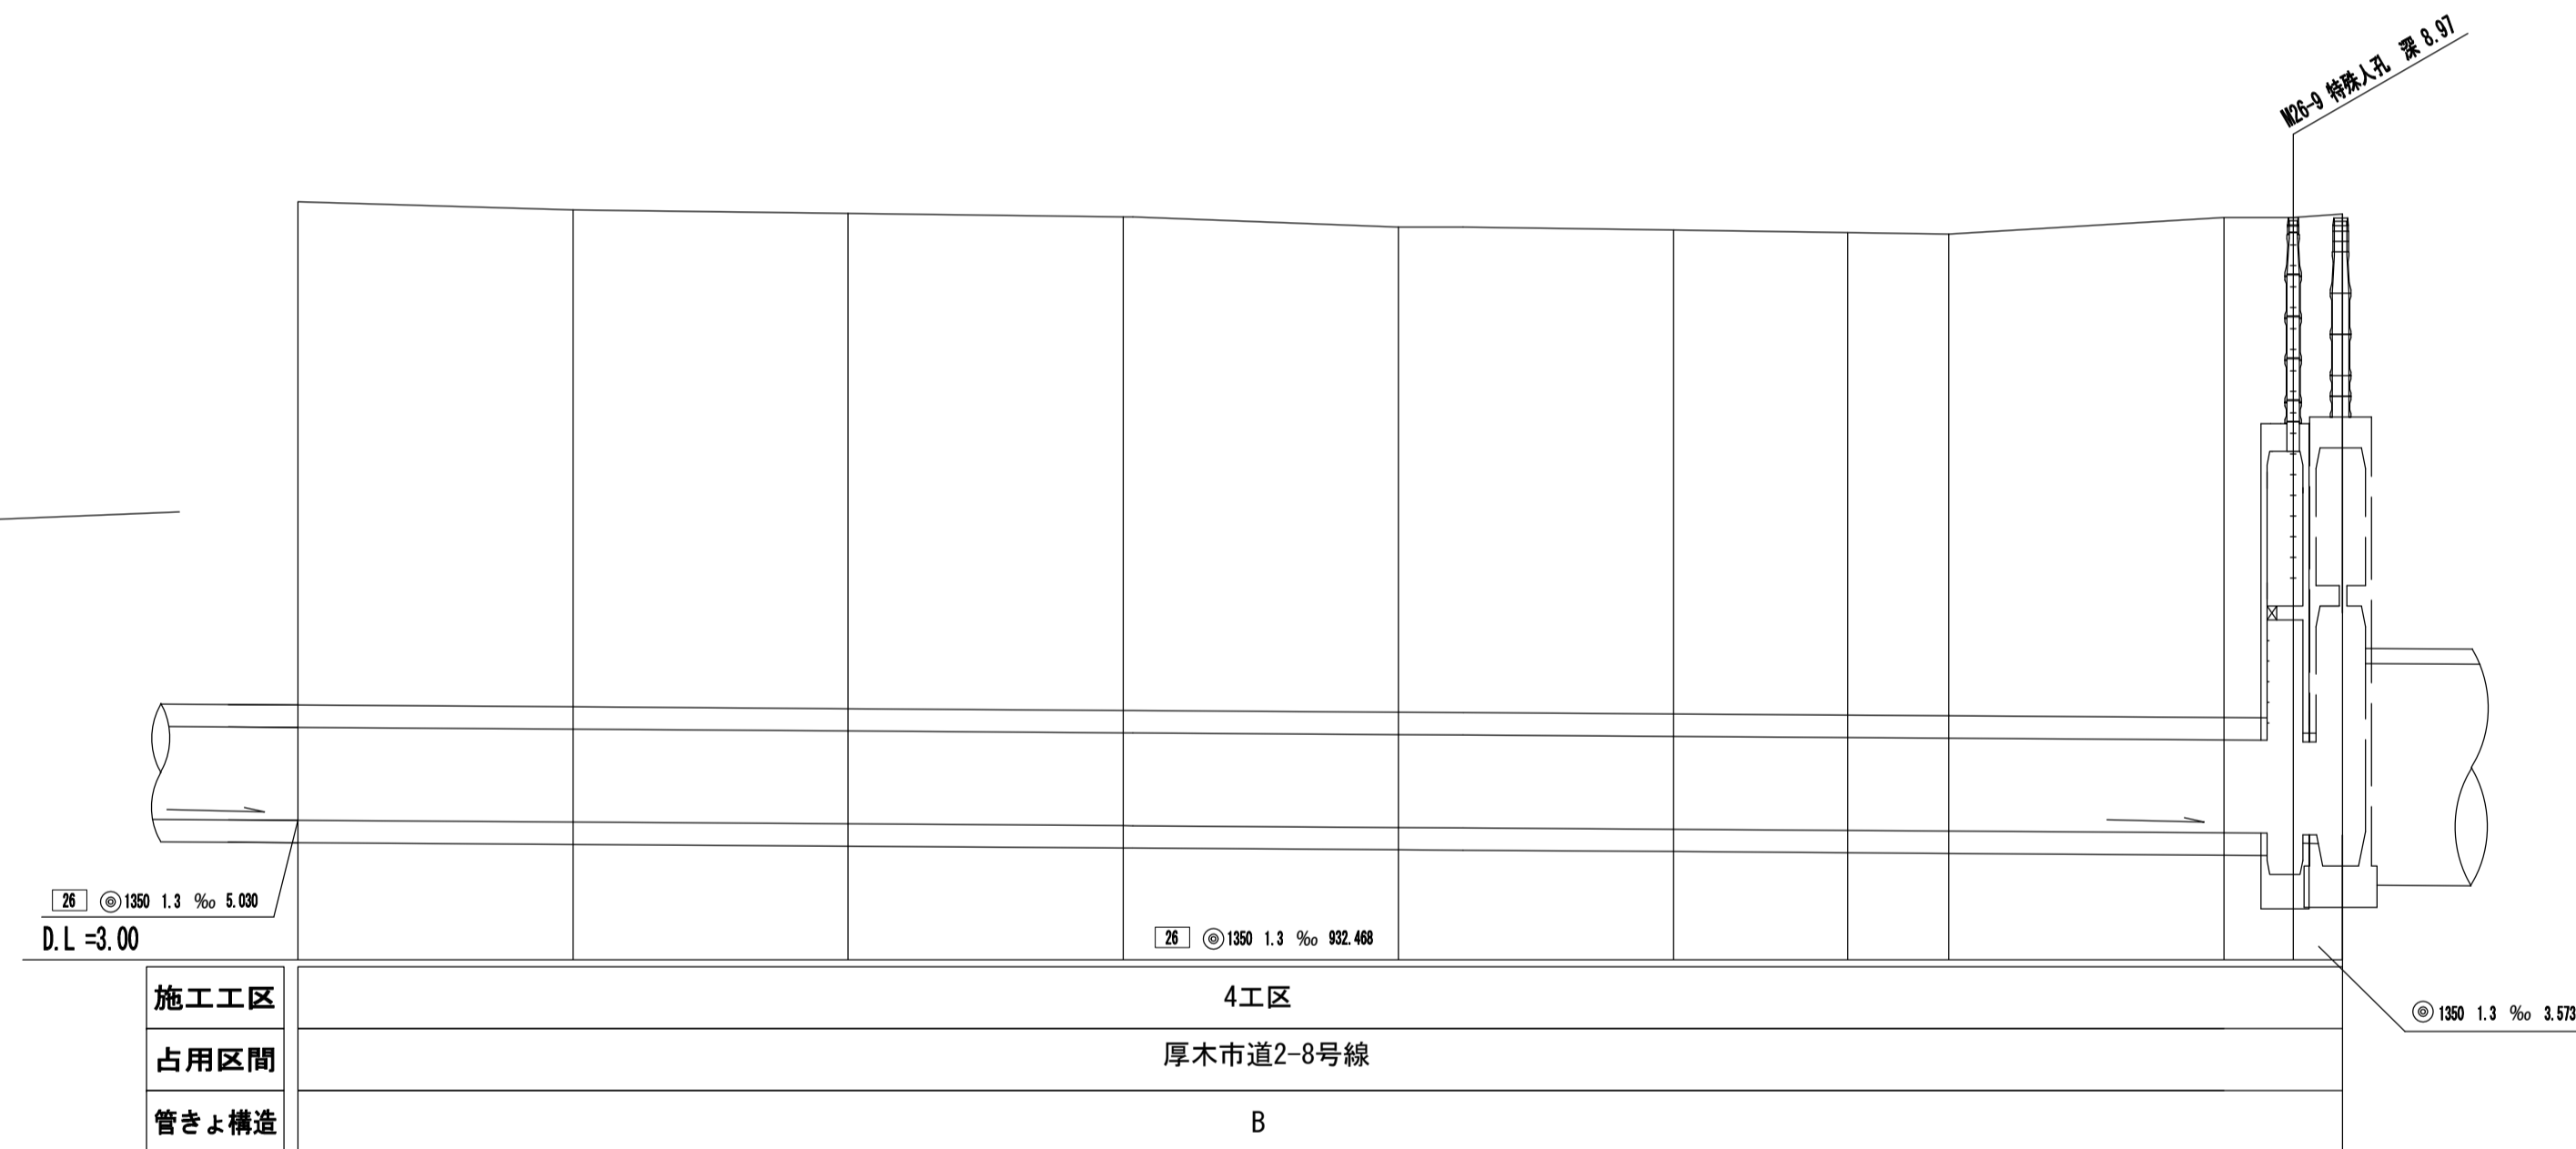 M26-9 特殊人孔 深 8.97
26 ◎ 1350 1.3 ‰ 5.030
D.L =3.00
26 ◎ 1350 1.3 ‰ 932.468
◎ 1350 1.3 ‰ 3.573
施工工区 4工区
占用区間 厚木市道2-8号線
管きょ構造 B